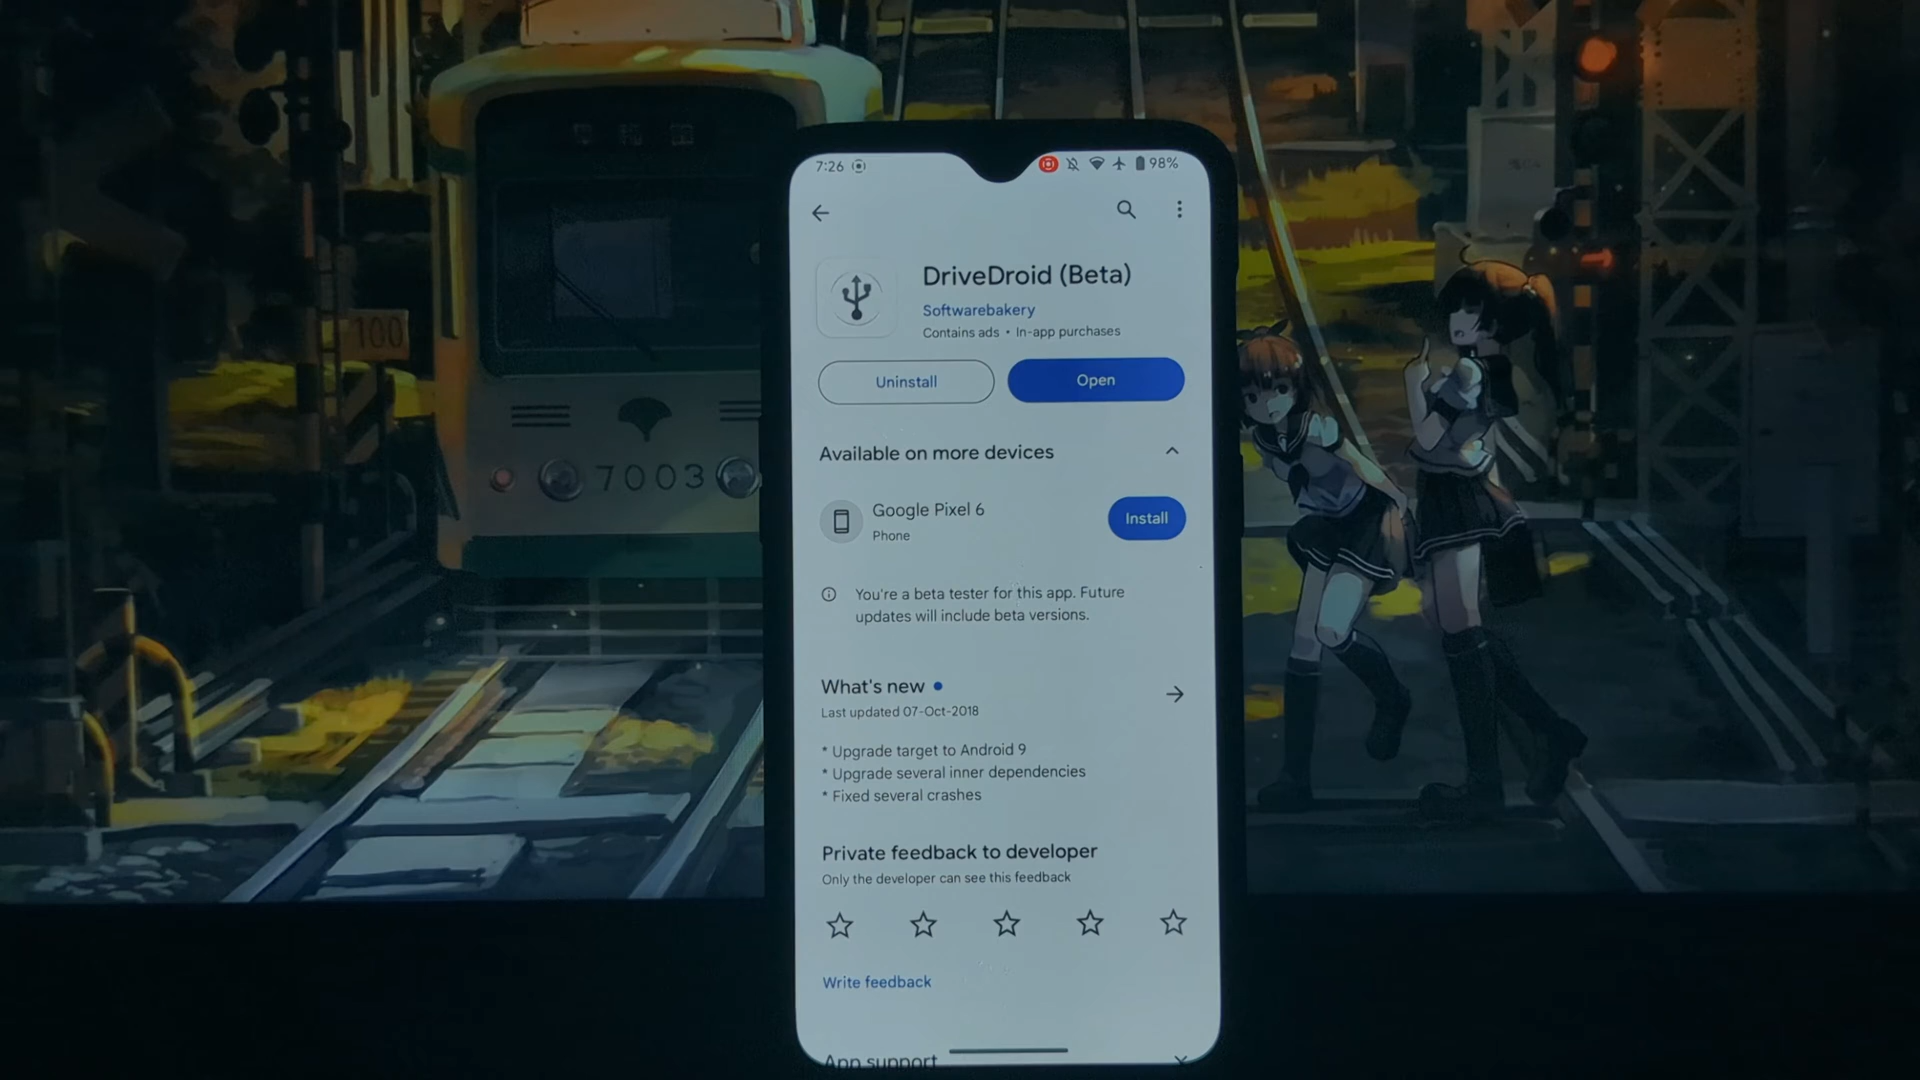 100
7003
7:26
98%
DriveDroid (Beta)
Softwarebakery
Contains ads • In-app purchases
Uninstall
Open
Available on more devices
Google Pixel 6
Phone
Install
You're a beta tester for this app. Future
updates will include beta versions.
What's new
Last updated 07-Oct-2018
* Upgrade target to Android 9
* Upgrade several inner dependencies
* Fixed several crashes
Private feedback to developer
Only the developer can see this feedback
Write feedback
App support